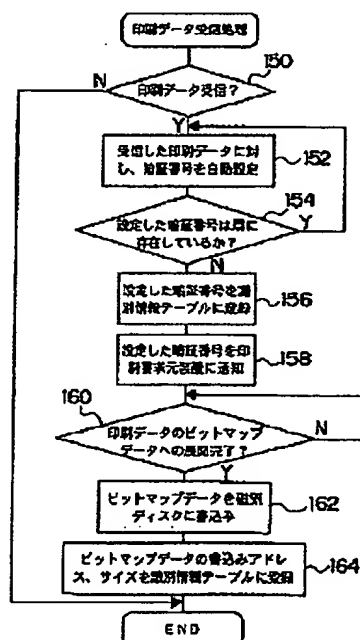 印刷データ受信処理
150
印刷データ受信？
N
Y
受信した印刷データに対
し、暗証番号を自動設定
152
154
設定した暗証番号は既に
存在しているか？
Y
N
設定した暗証番号を識
別情報テーブルに登録
156
設定した暗証番号を印
刷要求元装置に通知
158
160
印刷データのビットマップ
データへの展開完了？
N
Y
ビットマップデータを
ディスクに書込み
162
ビットマップデータの書込みアドレ
ス、サイズを識別情報テーブルに登録
164
END